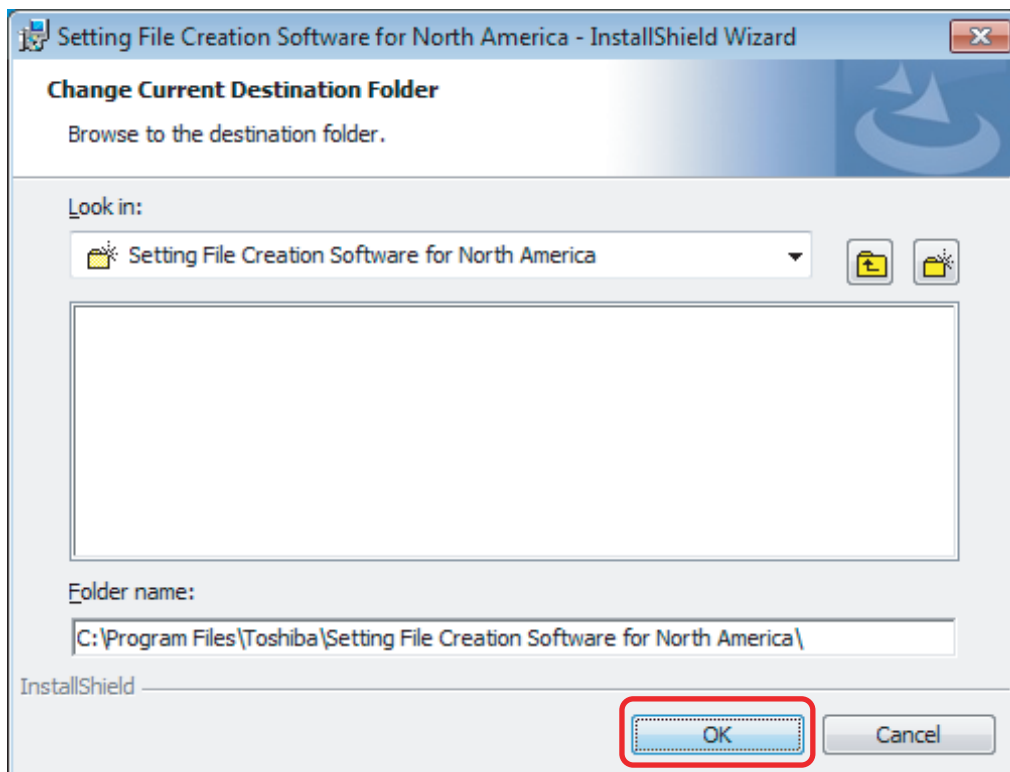 Setting File Creation Software for North America - InstallShield Wizard
Change Current Destination Folder
Browse to the destination folder.
Look in:
Setting File Creation Software for North America
Folder name:
C:\Program Files\Toshiba\Setting File Creation Software for North America\
InstallShield
OK
Cancel